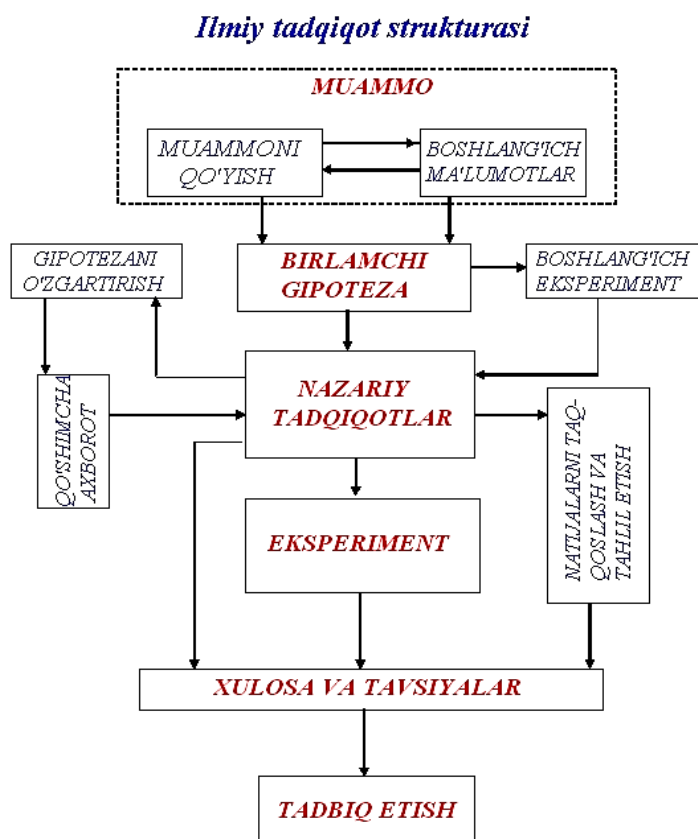 Ilmiy tadqiqot strukturasi
MUAMMO
MUAMMONI
QO'YISH
BOSHLANG'ICH
MA'LUMOTLAR
GIPOTEZANI
O'ZGARTIRISH
BIRLAMCHI
GIPOTEZA
BOSHLANG'ICH
EKSPERIMENT
QO'SHIMCHA
AXBOROT
NAZARIY
TADQIQOTLAR
NATIJALARNI TAQ-
QOSLASH VA
TAHLIL ETISH
EKSPERIMENT
XULOSA VA TAVSIYALAR
TADBIQ ETISH